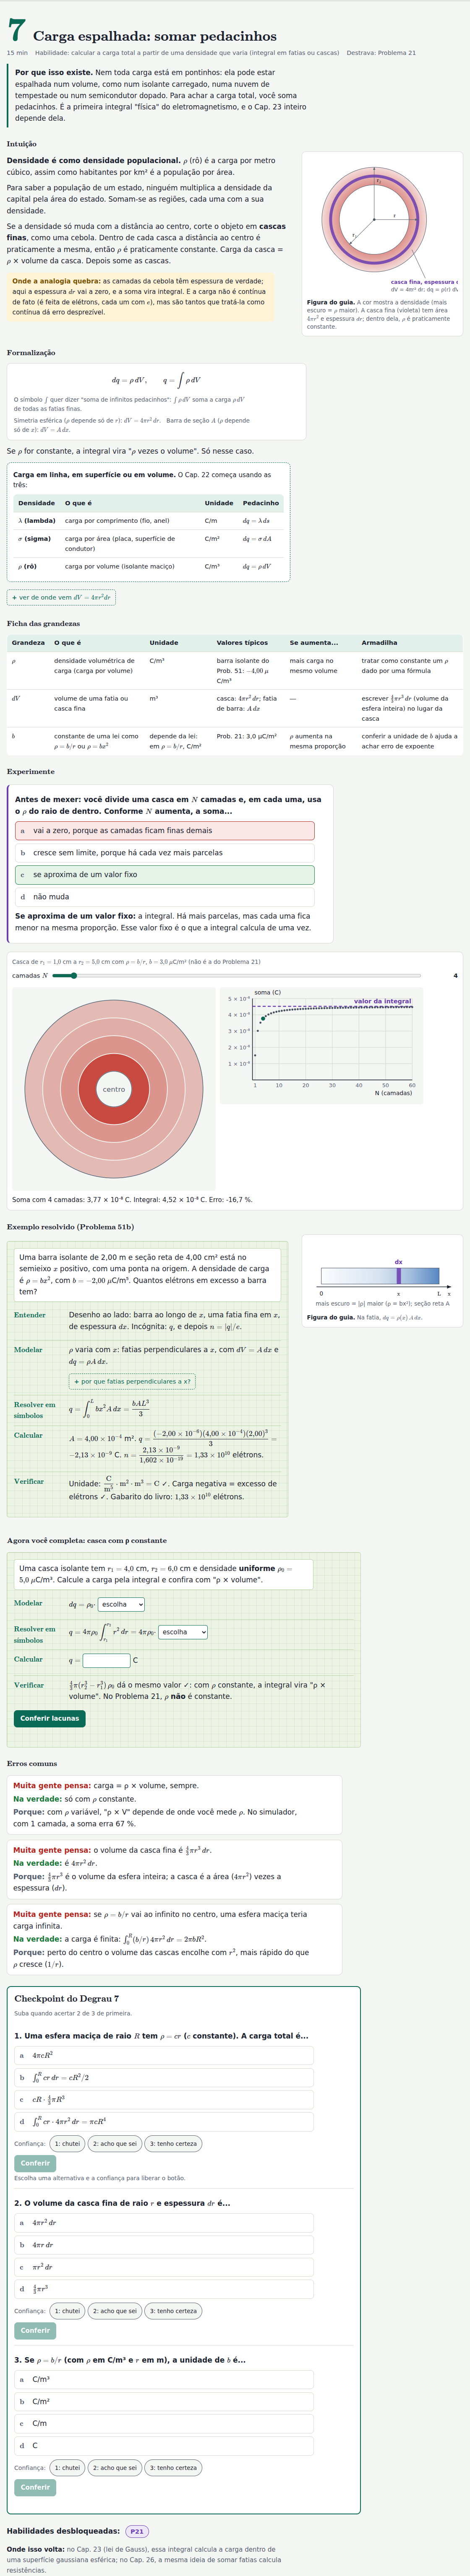 7 Carga espalhada: somar pedacinhos
15 min Habilidade: calcular a carga total a partir de uma densidade que varia (integral em fatias ou cascas) Destrava: Problema 21
Por que isso existe. Nem toda carga está em pontinhos: ela pode estar
espalhada num volume, como num isolante carregado, numa nuvem de
tempestade ou num semicondutor dopado. Para achar a carga total, você soma
pedacinhos. É a primeira integral "física" do eletromagnetismo, e o Cap. 23 inteiro
depende dela.
Intuição
Densidade é como densidade populacional. ρ (rô) é a carga por metro
cúbico, assim como habitantes por km² é a população por área.
Para saber a população de um estado, ninguém multiplica a densidade da
capital pela área do estado. Somam-se as regiões, cada uma com a sua
densidade.
Se a densidade só muda com a distância ao centro, corte o objeto em cascas
finas, como uma cebola. Dentro de cada casca a distância ao centro é
praticamente a mesma, então ρ é praticamente constante. Carga da casca =
ρ × volume da casca. Depois some as cascas.
Onde a analogia quebra: as camadas da cebola têm espessura de verdade;
aqui a espessura dr vai a zero, e a soma vira integral. E a carga não é contínua
de fato (é feita de elétrons, cada um com e), mas são tantos que tratá-la como
contínua dá erro desprezível.
r₂
r
r₁
casca fina, espessura
dV = 4πr² dr; dq = ρ(r) dV
Figura do guia. A cor mostra a densidade (mais
escuro = ρ maior). A casca fina (violeta) tem área
4πr² e espessura dr; dentro dela, ρ é praticamente
constante.
Formalização
dq = ρ dV, q = ∫ ρ dV
O símbolo ∫ quer dizer "soma de infinitos pedacinhos": ∫ ρ dV soma a carga ρ dV
de todas as fatias finas.
Simetria esférica (ρ depende só de r): dV = 4πr² dr. Barra de seção A (ρ depende
só de x): dV = A dx.
Se ρ for constante, a integral vira "ρ vezes o volume". Só nesse caso.
Carga em linha, em superfície ou em volume. O Cap. 22 começa usando as
três:
Densidade O que é Unidade Pedacinho
λ (lambda) carga por comprimento (fio, anel) C/m dq = λ ds
σ (sigma) carga por área (placa, superfície de C/m² dq = σ dA
condutor)
ρ (rô) carga por volume (isolante maciço) C/m³ dq = ρ dV
+ ver de onde vem dV = 4πr²dr
Ficha das grandezas
Grandeza O que é Unidade Valores típicos Se aumenta... Armadilha
ρ densidade volumétrica de C/m³ barra isolante do mais carga no tratar como constante um ρ
carga (carga por volume) Prob. 51: −4,00 μ mesmo volume dado por uma fórmula
C/m³
dV volume de uma fatia ou m³ casca: 4πr² dr; fatia — escrever 4/3πr³ dr (volume da
casca fina de barra: A dx esfera inteira) no lugar da
casca
b constante de uma lei como depende da lei: Prob. 21: 3,0 μC/m² ρ aumenta na conferir a unidade de b ajuda a
ρ = b/r ou ρ = bx² em ρ = b/r, C/m² mesma proporção achar erro de expoente
Experimente
Antes de mexer: você divide uma casca em N camadas e, em cada uma, usa
o ρ do raio de dentro. Conforme N aumenta, a soma...
a vai a zero, porque as camadas ficam finas demais
b cresce sem limite, porque há cada vez mais parcelas
c se aproxima de um valor fixo
d não muda
Se aproxima de um valor fixo: a integral. Há mais parcelas, mas cada uma fica
menor na mesma proporção. Esse valor fixo é o que a integral calcula de uma vez.
Casca de r₁ = 1,0 cm a r₂ = 5,0 cm com ρ = b/r, b = 3,0 μC/m² (não é a do Problema 21)
camadas N 4
centro
soma (C)
valor da integral
5 × 10⁻⁸
4 × 10⁻⁸
3 × 10⁻⁸
2 × 10⁻⁸
1 × 10⁻⁸
1 10 20 30 40 50 60
N (camadas)
Soma com 4 camadas: 3,77 × 10⁻⁸ C. Integral: 4,52 × 10⁻⁸ C. Erro: -16,7 %.
Exemplo resolvido (Problema 51b)
Uma barra isolante de 2,00 m e seção reta de 4,00 cm² está no
semieixo x positivo, com uma ponta na origem. A densidade de carga
é ρ = bx², com b = −2,00 μC/m⁵. Quantos elétrons em excesso a barra
tem?
Entender Desenho ao lado: barra ao longo de x, uma fatia fina em x,
de espessura dx. Incógnita: q, e depois n = |q|/e.
Modelar ρ varia com x: fatias perpendiculares a x, com dV = A dx e
dq = ρA dx.
+ por que fatias perpendiculares a x?
Resolver em símbolos q = ∫₀ᴸ bx² A dx = bAL³/3
Calcular A = 4,00 × 10⁻⁴ m². q = (−2,00 × 10⁻⁶)(4,00 × 10⁻⁴)(2,00)³/3 =
−2,13 × 10⁻⁹ C. n = 2,13 × 10⁻⁹/1,602 × 10⁻¹⁹ = 1,33 × 10¹⁰ elétrons.
Verificar Unidade: C/m⁵ · m² · m³ = C ✓. Carga negativa = excesso de
elétrons ✓. Gabarito do livro: 1,33 × 10¹⁰ elétrons.
dx
0 x L x
mais escuro = |ρ| maior (ρ = bx²); seção reta A
Figura do guia. Na fatia, dq = ρ(x) A dx.
Agora você completa: casca com ρ constante
Uma casca isolante tem r₁ = 4,0 cm, r₂ = 6,0 cm e densidade uniforme ρ₀ =
5,0 μC/m³. Calcule a carga pela integral e confira com "ρ × volume".
Modelar dq = ρ₀· escolha
Resolver em símbolos q = 4πρ₀ ∫ r² dr = 4πρ₀· escolha
Calcular q = C
Verificar 4/3π(r₂³ − r₁³) ρ₀ dá o mesmo valor ✓: com ρ constante, a integral vira "ρ ×
volume". No Problema 21, ρ não é constante.
Conferir lacunas
Erros comuns
Muita gente pensa: carga = ρ × volume, sempre.
Na verdade: só com ρ constante.
Porque: com ρ variável, "ρ × V" depende de onde você mede ρ. No simulador,
com 1 camada, a soma erra 67 %.
Muita gente pensa: o volume da casca fina é 4/3πr³ dr.
Na verdade: é 4πr² dr.
Porque: 4/3πr³ é o volume da esfera inteira; a casca é a área (4πr²) vezes a
espessura (dr).
Muita gente pensa: se ρ = b/r vai ao infinito no centro, uma esfera maciça teria
carga infinita.
Na verdade: a carga é finita: ∫₀ᴿ (b/r) 4πr² dr = 2πbR².
Porque: perto do centro o volume das cascas encolhe com r², mais rápido do que
ρ cresce (1/r).
Checkpoint do Degrau 7
Suba quando acertar 2 de 3 de primeira.
1. Uma esfera maciça de raio R tem ρ = cr (c constante). A carga total é...
a 4πcR²
b ∫₀ᴿ cr dr = cR²/2
c cR · 4/3πR³
d ∫₀ᴿ cr · 4πr² dr = πcR⁴
Confiança: 1: chutei 2: acho que sei 3: tenho certeza
Conferir
Escolha uma alternativa e a confiança para liberar o botão.
2. O volume da casca fina de raio r e espessura dr é...
a 4πr² dr
b 4πr dr
c πr² dr
d 4/3πr³
Confiança: 1: chutei 2: acho que sei 3: tenho certeza
Conferir
3. Se ρ = b/r (com ρ em C/m³ e r em m), a unidade de b é...
a C/m³
b C/m²
c C/m
d C
Confiança: 1: chutei 2: acho que sei 3: tenho certeza
Conferir
Habilidades desbloqueadas: P21
Onde isso volta: no Cap. 23 (lei de Gauss), essa integral calcula a carga dentro de
uma superfície gaussiana esférica; no Cap. 26, a mesma ideia de somar fatias calcula
resistências.